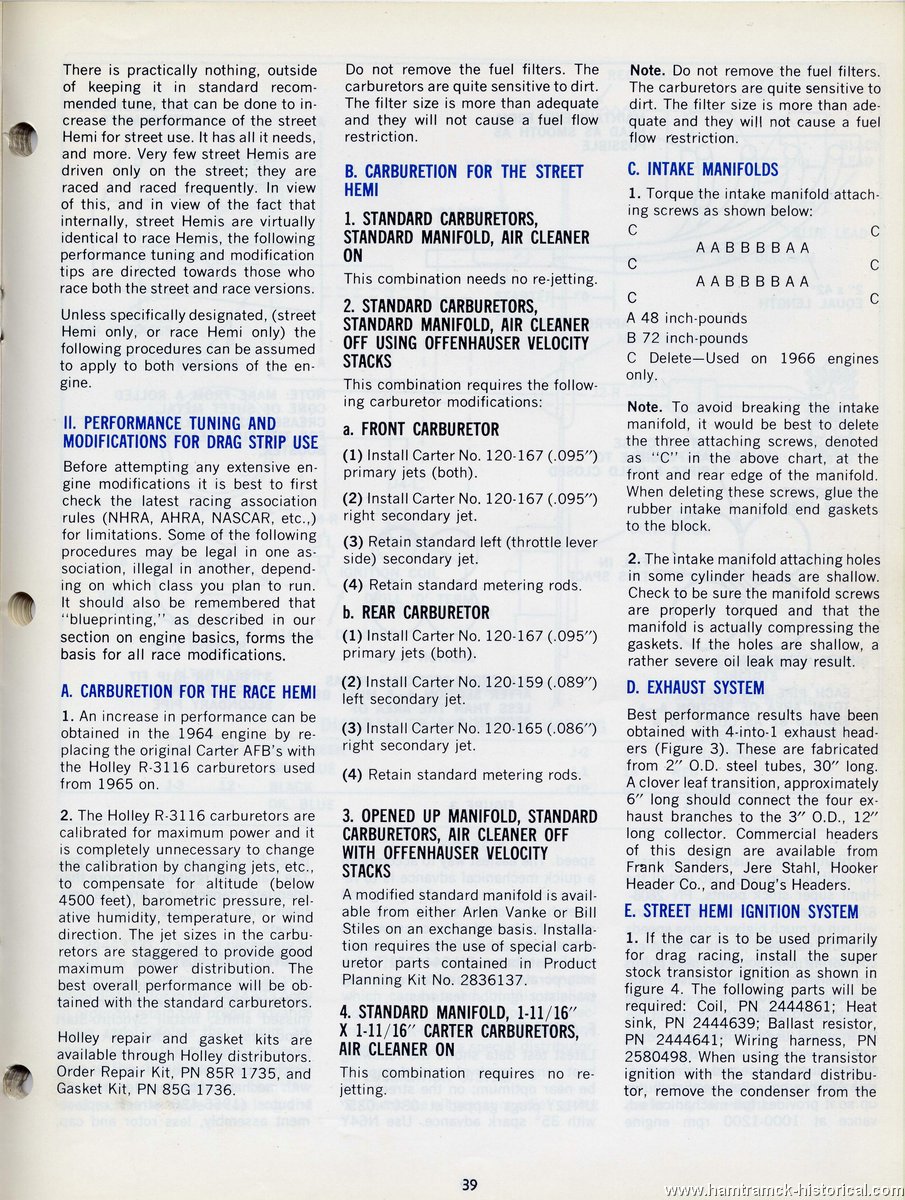 There is practically nothing, outside
of keeping it in standard recom-
mended tune, that can be done to in-
crease the performance of the street
Hemi for street use. It has all it needs,
and more. Very few street Hemis are
driven only on the street; they are
raced and raced frequently. In view
of this, and in view of the fact that
internally, street Hemis are virtually
identical to race Hemis, the following
performance tuning and modification
tips are directed towards those who
race both the street and race versions.
Unless specifically designated, (street
Hemi only, or race Hemi only) the
following procedures can be assumed
to apply to both versions of the en-
gine.
II. PERFORMANCE TUNING AND
MODIFICATIONS FOR DRAG STRIP USE
Before attempting any extensive en-
gine modifications it is best to first
check the latest racing association
rules (NHRA, AHRA, NASCAR, etc.,)
for limitations. Some of the following
procedures may be legal in one as-
sociation, illegal in another, depend-
ing on which class you plan to run.
It should also be remembered that
"blueprinting," as described in our
section on engine basics, forms the
basis for all race modifications.
A. CARBURETION FOR THE RACE HEMI
1. An increase in performance can be
obtained in the 1964 engine by re-
placing the original Carter AFB's with
the Holley R-3116 carburetors used
from 1965 on.
2. The Holley R-3116 carburetors are
calibrated for maximum power and it
is completely unnecessary to change
the calibration by changing jets, etc.,
to compensate for altitude (below
4500 feet), barometric pressure, rel-
ative humidity, temperature, or wind
direction. The jet sizes in the carbu-
retors are staggered to provide good
maximum power distribution. The
best overall performance will be ob-
tained with the standard carburetors.
Holley repair and gasket kits are
available through Holley distributors.
Order Repair Kit, PN 85R 1735, and
Gasket Kit, PN 85G 1736.
Do not remove the fuel filters. The
carburetors are quite sensitive to dirt.
The filter size is more than adequate
and they will not cause a fuel flow
restriction.
B. CARBURETION FOR THE STREET
HEMI
1. STANDARD CARBURETORS,
STANDARD MANIFOLD, AIR CLEANER
ON
This combination needs no re-jetting.
2. STANDARD CARBURETORS,
STANDARD MANIFOLD, AIR CLEANER
OFF USING OFFENHAUSER VELOCITY
STACKS
This combination requires the follow-
ing carburetor modifications:
a. FRONT CARBURETOR
(1) Install Carter No. 120-167 (.095")
primary jets (both).
(2) Install Carter No. 120-167 (.095")
right secondary jet.
(3) Retain standard left (throttle lever
side) secondary jet.
(4) Retain standard metering rods.
b. REAR CARBURETOR
(1) Install Carter No. 120-167 (.095")
primary jets (both).
(2) Install Carter No. 120-159 (.089")
left secondary jet.
(3) Install Carter No. 120-165 (.086")
right secondary jet.
(4) Retain standard metering rods.
3. OPENED UP MANIFOLD, STANDARD
CARBURETORS, AIR CLEANER OFF
WITH OFFENHAUSER VELOCITY
STACKS
A modified standard manifold is avail-
able from either Arlen Vanke or Bill
Stiles on an exchange basis. Installa-
tion requires the use of special carb-
uretor parts contained in Product
Planning Kit No. 2836137.
4. STANDARD MANIFOLD, 1-11/16"
X 1-11/16" CARTER CARBURETORS,
AIR CLEANER ON
This combination requires no re-
jetting.
Note. Do not remove the fuel filters.
The carburetors are quite sensitive to
dirt. The filter size is more than ade-
quate and they will not cause a fuel
flow restriction.
C. INTAKE MANIFOLDS
1. Torque the intake manifold attach-
ing screws as shown below:
C C
A A B B B B A A
C C
A A B B B B A A
C C
A 48 inch-pounds
B 72 inch-pounds
C Delete—Used on 1966 engines
only.
Note. To avoid breaking the intake
manifold, it would be best to delete
the three attaching screws, denoted
as "C" in the above chart, at the
front and rear edge of the manifold.
When deleting these screws, glue the
rubber intake manifold end gaskets
to the block.
2. The intake manifold attaching holes
in some cylinder heads are shallow.
Check to be sure the manifold screws
are properly torqued and that the
manifold is actually compressing the
gaskets. If the holes are shallow, a
rather severe oil leak may result.
D. EXHAUST SYSTEM
Best performance results have been
obtained with 4-into-1 exhaust head-
ers (Figure 3). These are fabricated
from 2" O.D. steel tubes, 30" long.
A clover leaf transition, approximately
6" long should connect the four ex-
haust branches to the 3" O.D., 12"
long collector. Commercial headers
of this design are available from
Frank Sanders, Jere Stahl, Hooker
Header Co., and Doug's Headers.
E. STREET HEMI IGNITION SYSTEM
1. If the car is to be used primarily
for drag racing, install the super
stock transistor ignition as shown in
figure 4. The following parts will be
required: Coil, PN 2444861; Heat
sink, PN 2444639; Ballast resistor,
PN 2444641; Wiring harness, PN
2580498. When using the transistor
ignition with the standard distribu-
tor, remove the condenser from the
39
www.hamtramck-historical.com